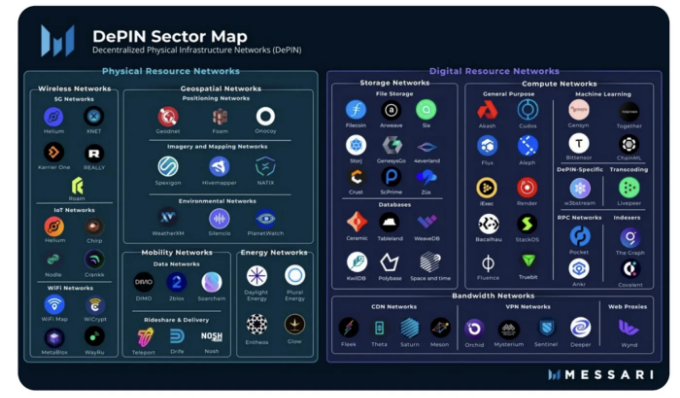 DePIN Sector Map
Decentralized Physical Infrastructure Networks (DePIN)
Physical Resource Networks
Wireless Networks
5G Networks
Helium
XNET
Karrier One
REALLY
Roam
IoT Networks
Helium
Chirp
Nodle
Crankk
WiFi Networks
WiFi Map
WiCrypt
MetaBlox
WayRu
Geospatial Networks
Positioning Networks
Geodnet
Foam
Onocoy
Imagery and Mapping Networks
Spexigon
Hivemapper
NATIX
Environmental Networks
WeatherXM
Silencio
PlanetWatch
Mobility Networks
Data Networks
DIMO
DIMO
2blox
Soarchain
Rideshare & Delivery
NOSH
Teleport
Drife
Nosh
Energy Networks
Daylight
Energy
Plural
Energy
Enthess
Glow
Digital Resource Networks
Storage Networks
File Storage
Filecoin
Arweave
Sia
Storj
GenesysGo
4everland
Crust
ScPrime
Zus
Databases
Ceramic
Tableland
WeaveDB
KwilDB
Polybase
Space and time
Compute Networks
General Purpose
Akash
Cudos
Flux
Aleph
iExec
Render
Bacalhau
StackOS
Fluence
Truebit
Machine Learning
Gensyn
Together
Bittensor
ChainML
DePIN-Specific
w3bstream
Transcoding
Livepeer
RPC Networks
Pocket
Ankr
Indexers
The Graph
Covalent
Bandwidth Networks
CDN Networks
Fleek
Theta
Saturn
Meson
VPN Networks
Orchid
Mysterium
Sentinel
Deeper
Web Proxies
Wynd
MESSARI